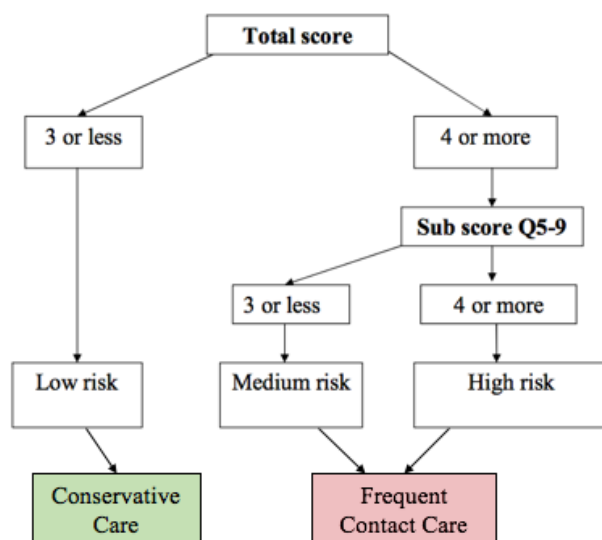 Total score
3 or less
4 or more
Sub score Q5-9
3 or less
4 or more
Low risk
Medium risk
High risk
Conservative
Care
Frequent
Contact Care